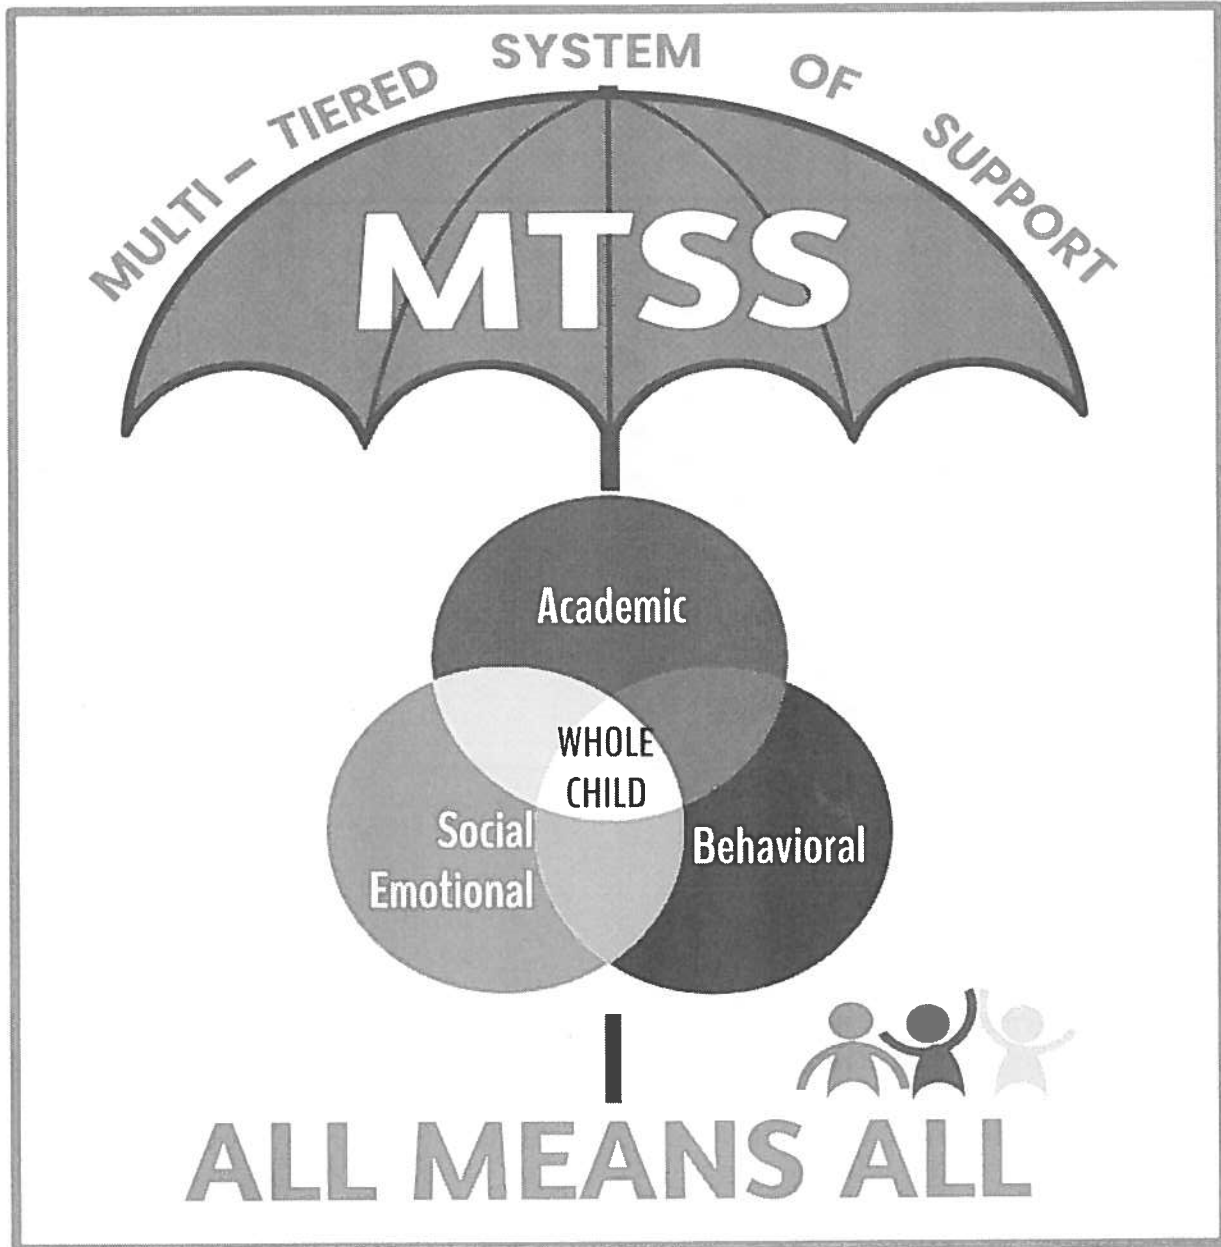 MULTI – TIERED SYSTEM OF SUPPORT
MTSS
Academic
WHOLE
CHILD
Social
Emotional
Behavioral
ALL MEANS ALL